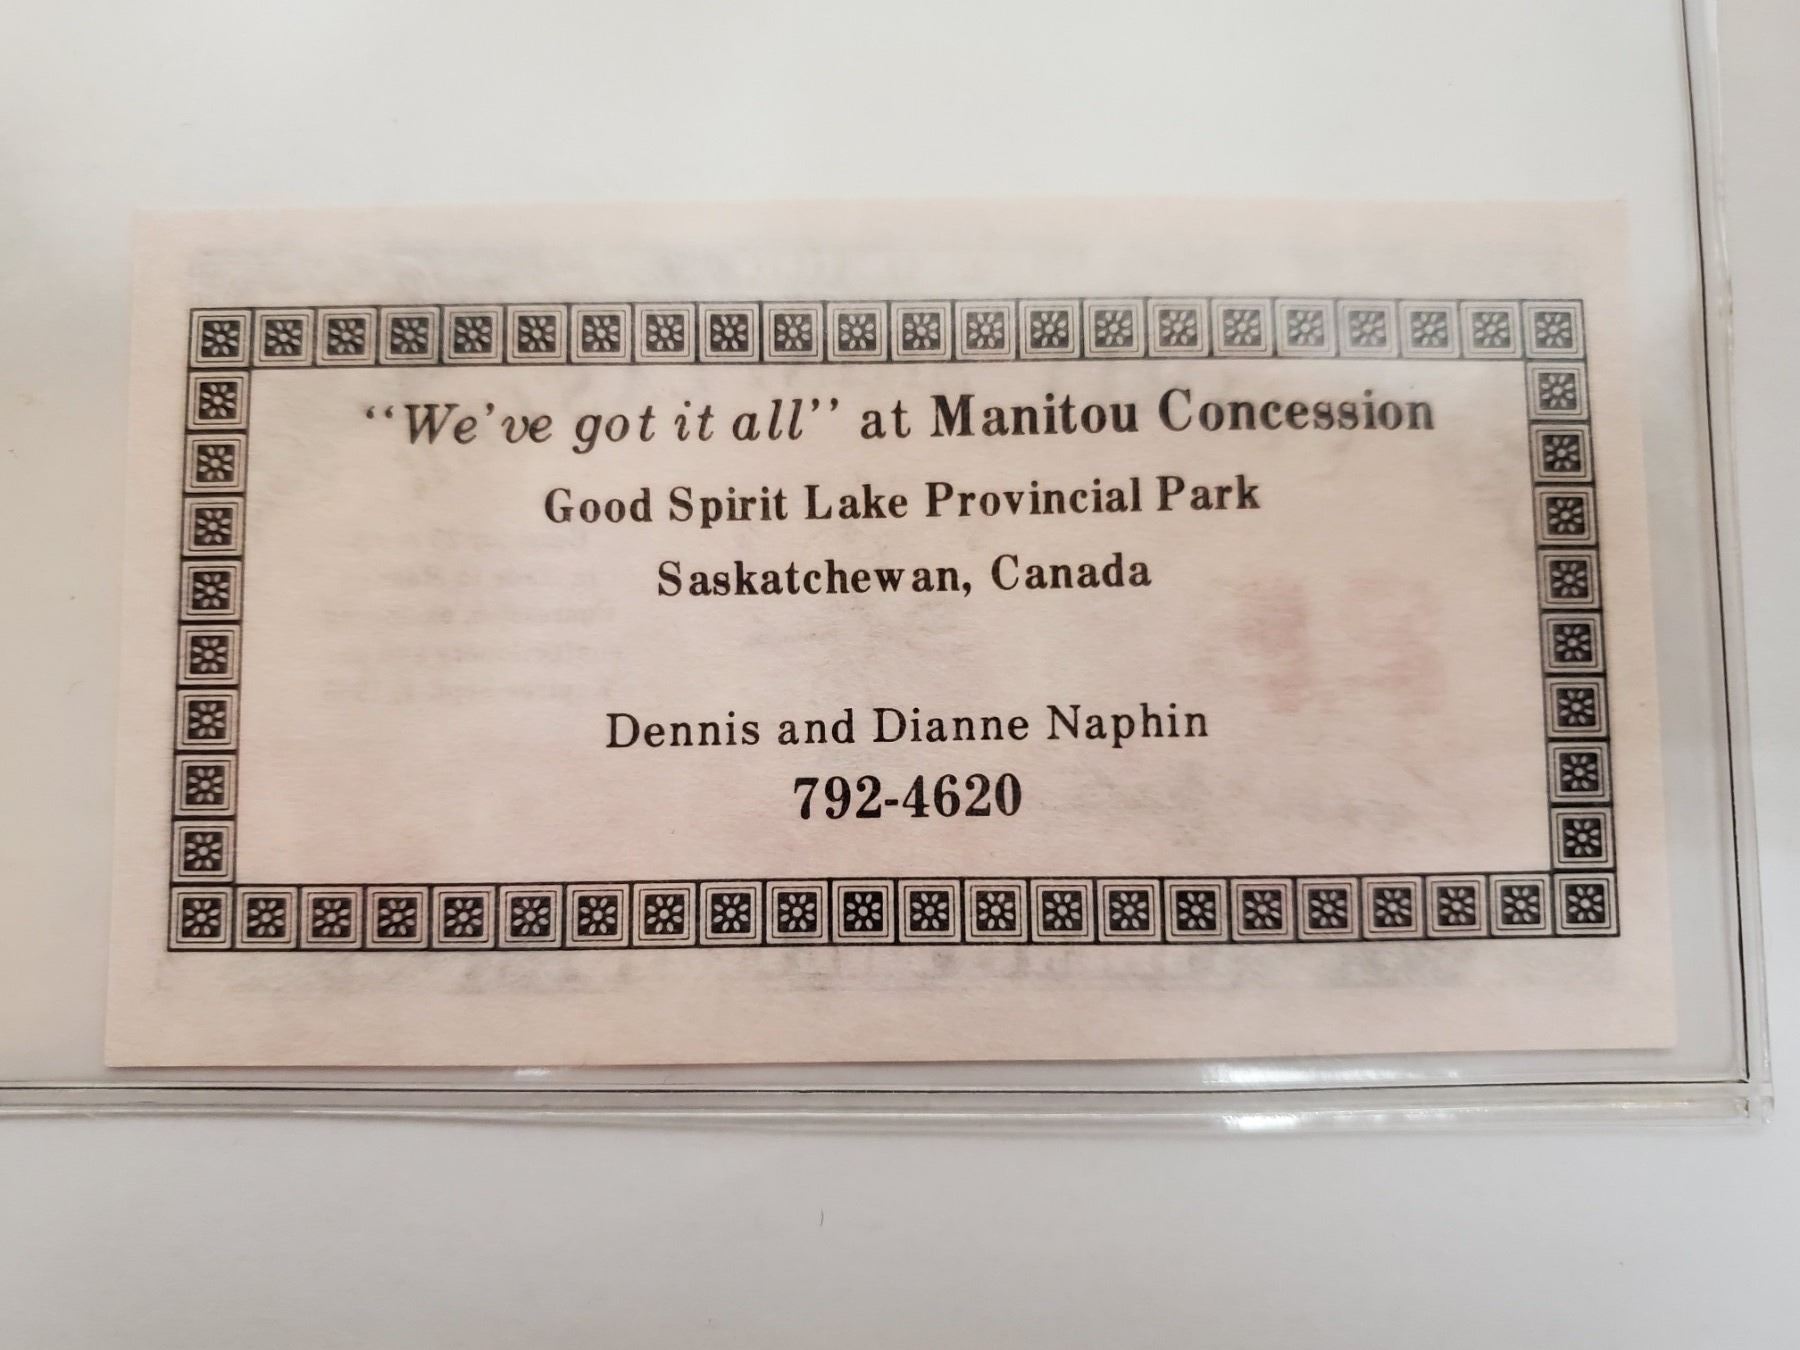 “We’ve got it all” at Manitou Concession
Good Spirit Lake Provincial Park
Saskatchewan, Canada
Dennis and Dianne Naphin
792-4620